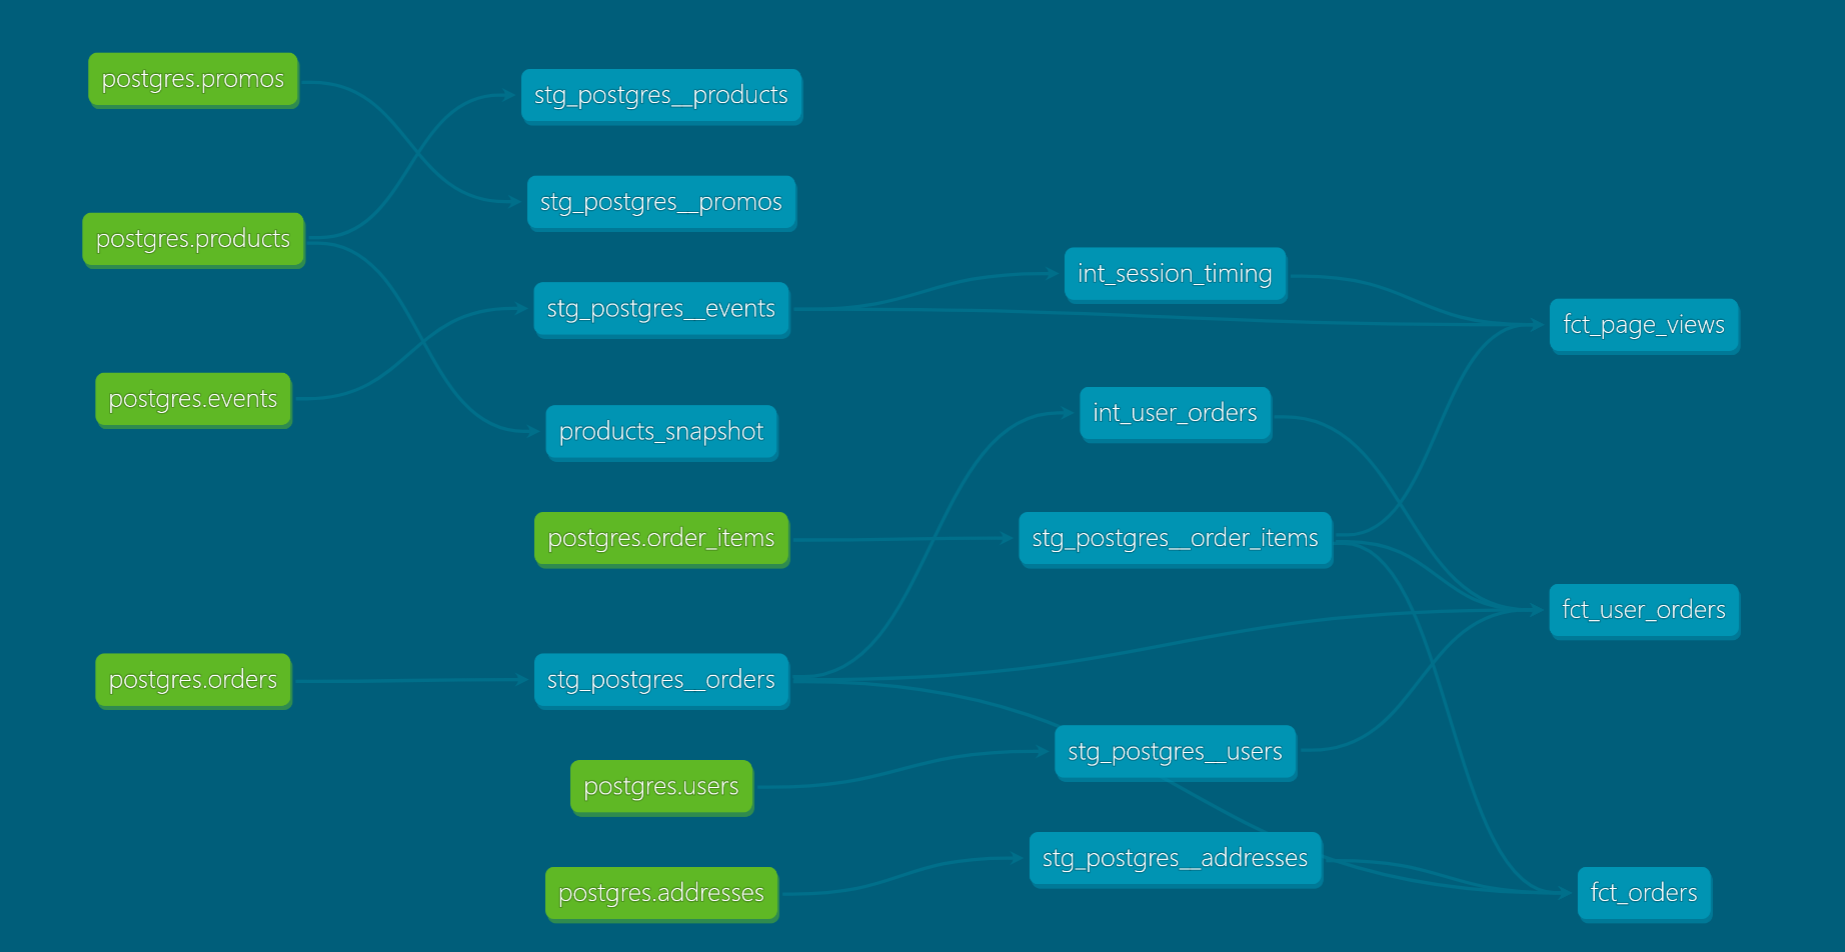 postgres.promos
stg_postgres__products
stg_postgres__promos
postgres.products
int_session_timing
stg_postgres__events
fct_page_views
postgres.events
int_user_orders
products_snapshot
postgres.order_items
stg_postgres__order_items
fct_user_orders
postgres.orders
stg_postgres__orders
stg_postgres__users
postgres.users
stg_postgres__addresses
postgres.addresses
fct_orders